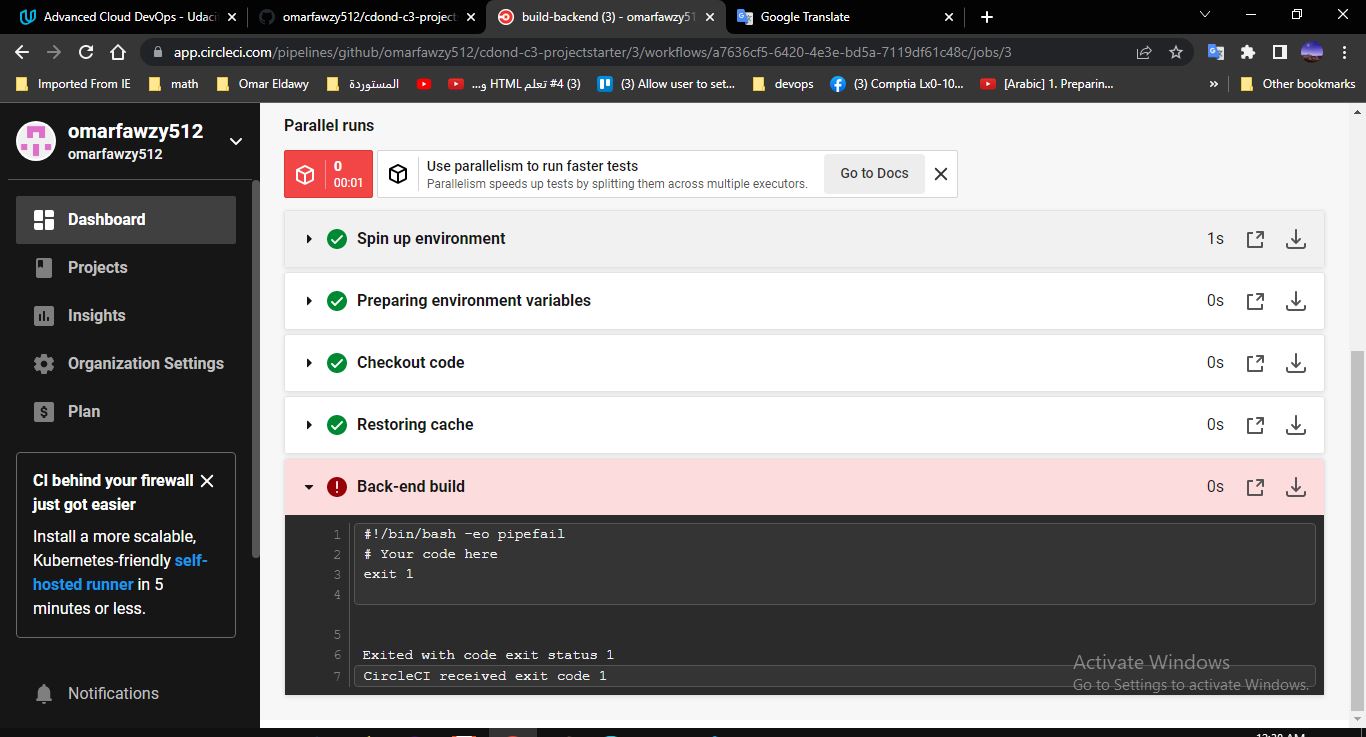 Advanced Cloud DevOps - Udaci
omarfawzy512/cdond-c3-project
build-backend (3) - omarfawzy51
Google Translate
app.circleci.com/pipelines/github/omarfawzy512/cdond-c3-projectstarter/3/workflows/a7636cf5-6420-4e3e-bd5a-7119df61c48c/jobs/3
Imported From IE
math
Omar Eldawy
المستوردة
(3) #4 تعلم HTML و...
(3) Allow user to set...
devops
(3) Comptia Lx0-10...
[Arabic] 1. Preparin...
»
Other bookmarks
omarfawzy512
omarfawzy512
Dashboard
Projects
Insights
Organization Settings
Plan
CI behind your firewall
just got easier
Install a more scalable,
Kubernetes-friendly self-
hosted runner in 5
minutes or less.
Notifications
Parallel runs
0
00:01
Use parallelism to run faster tests
Parallelism speeds up tests by splitting them across multiple executors.
Go to Docs
Spin up environment
1s
Preparing environment variables
0s
Checkout code
0s
Restoring cache
0s
Back-end build
0s
1 #!/bin/bash -eo pipefail
2 # Your code here
3 exit 1
4
5
6 Exited with code exit status 1
7 CircleCI received exit code 1
Activate Windows
Go to Settings to activate Windows.